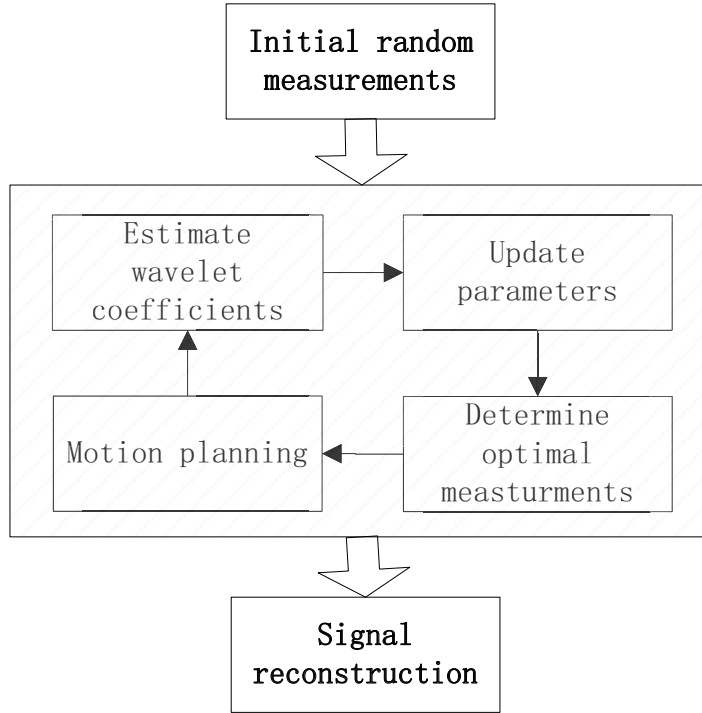 Initial random
measurements
Estimate
wavelet
coefficients
Update
parameters
Motion planning
Determine
optimal
measturments
Signal
reconstruction